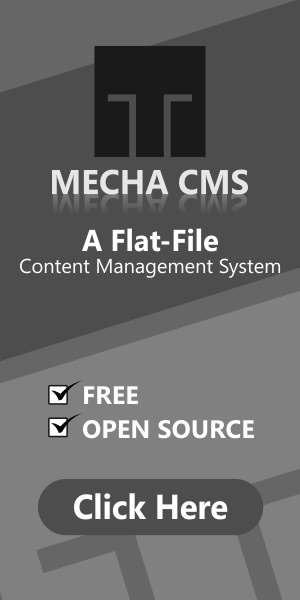 MECHA CMS
A Flat-File
Content Management System
FREE
OPEN SOURCE
Click Here